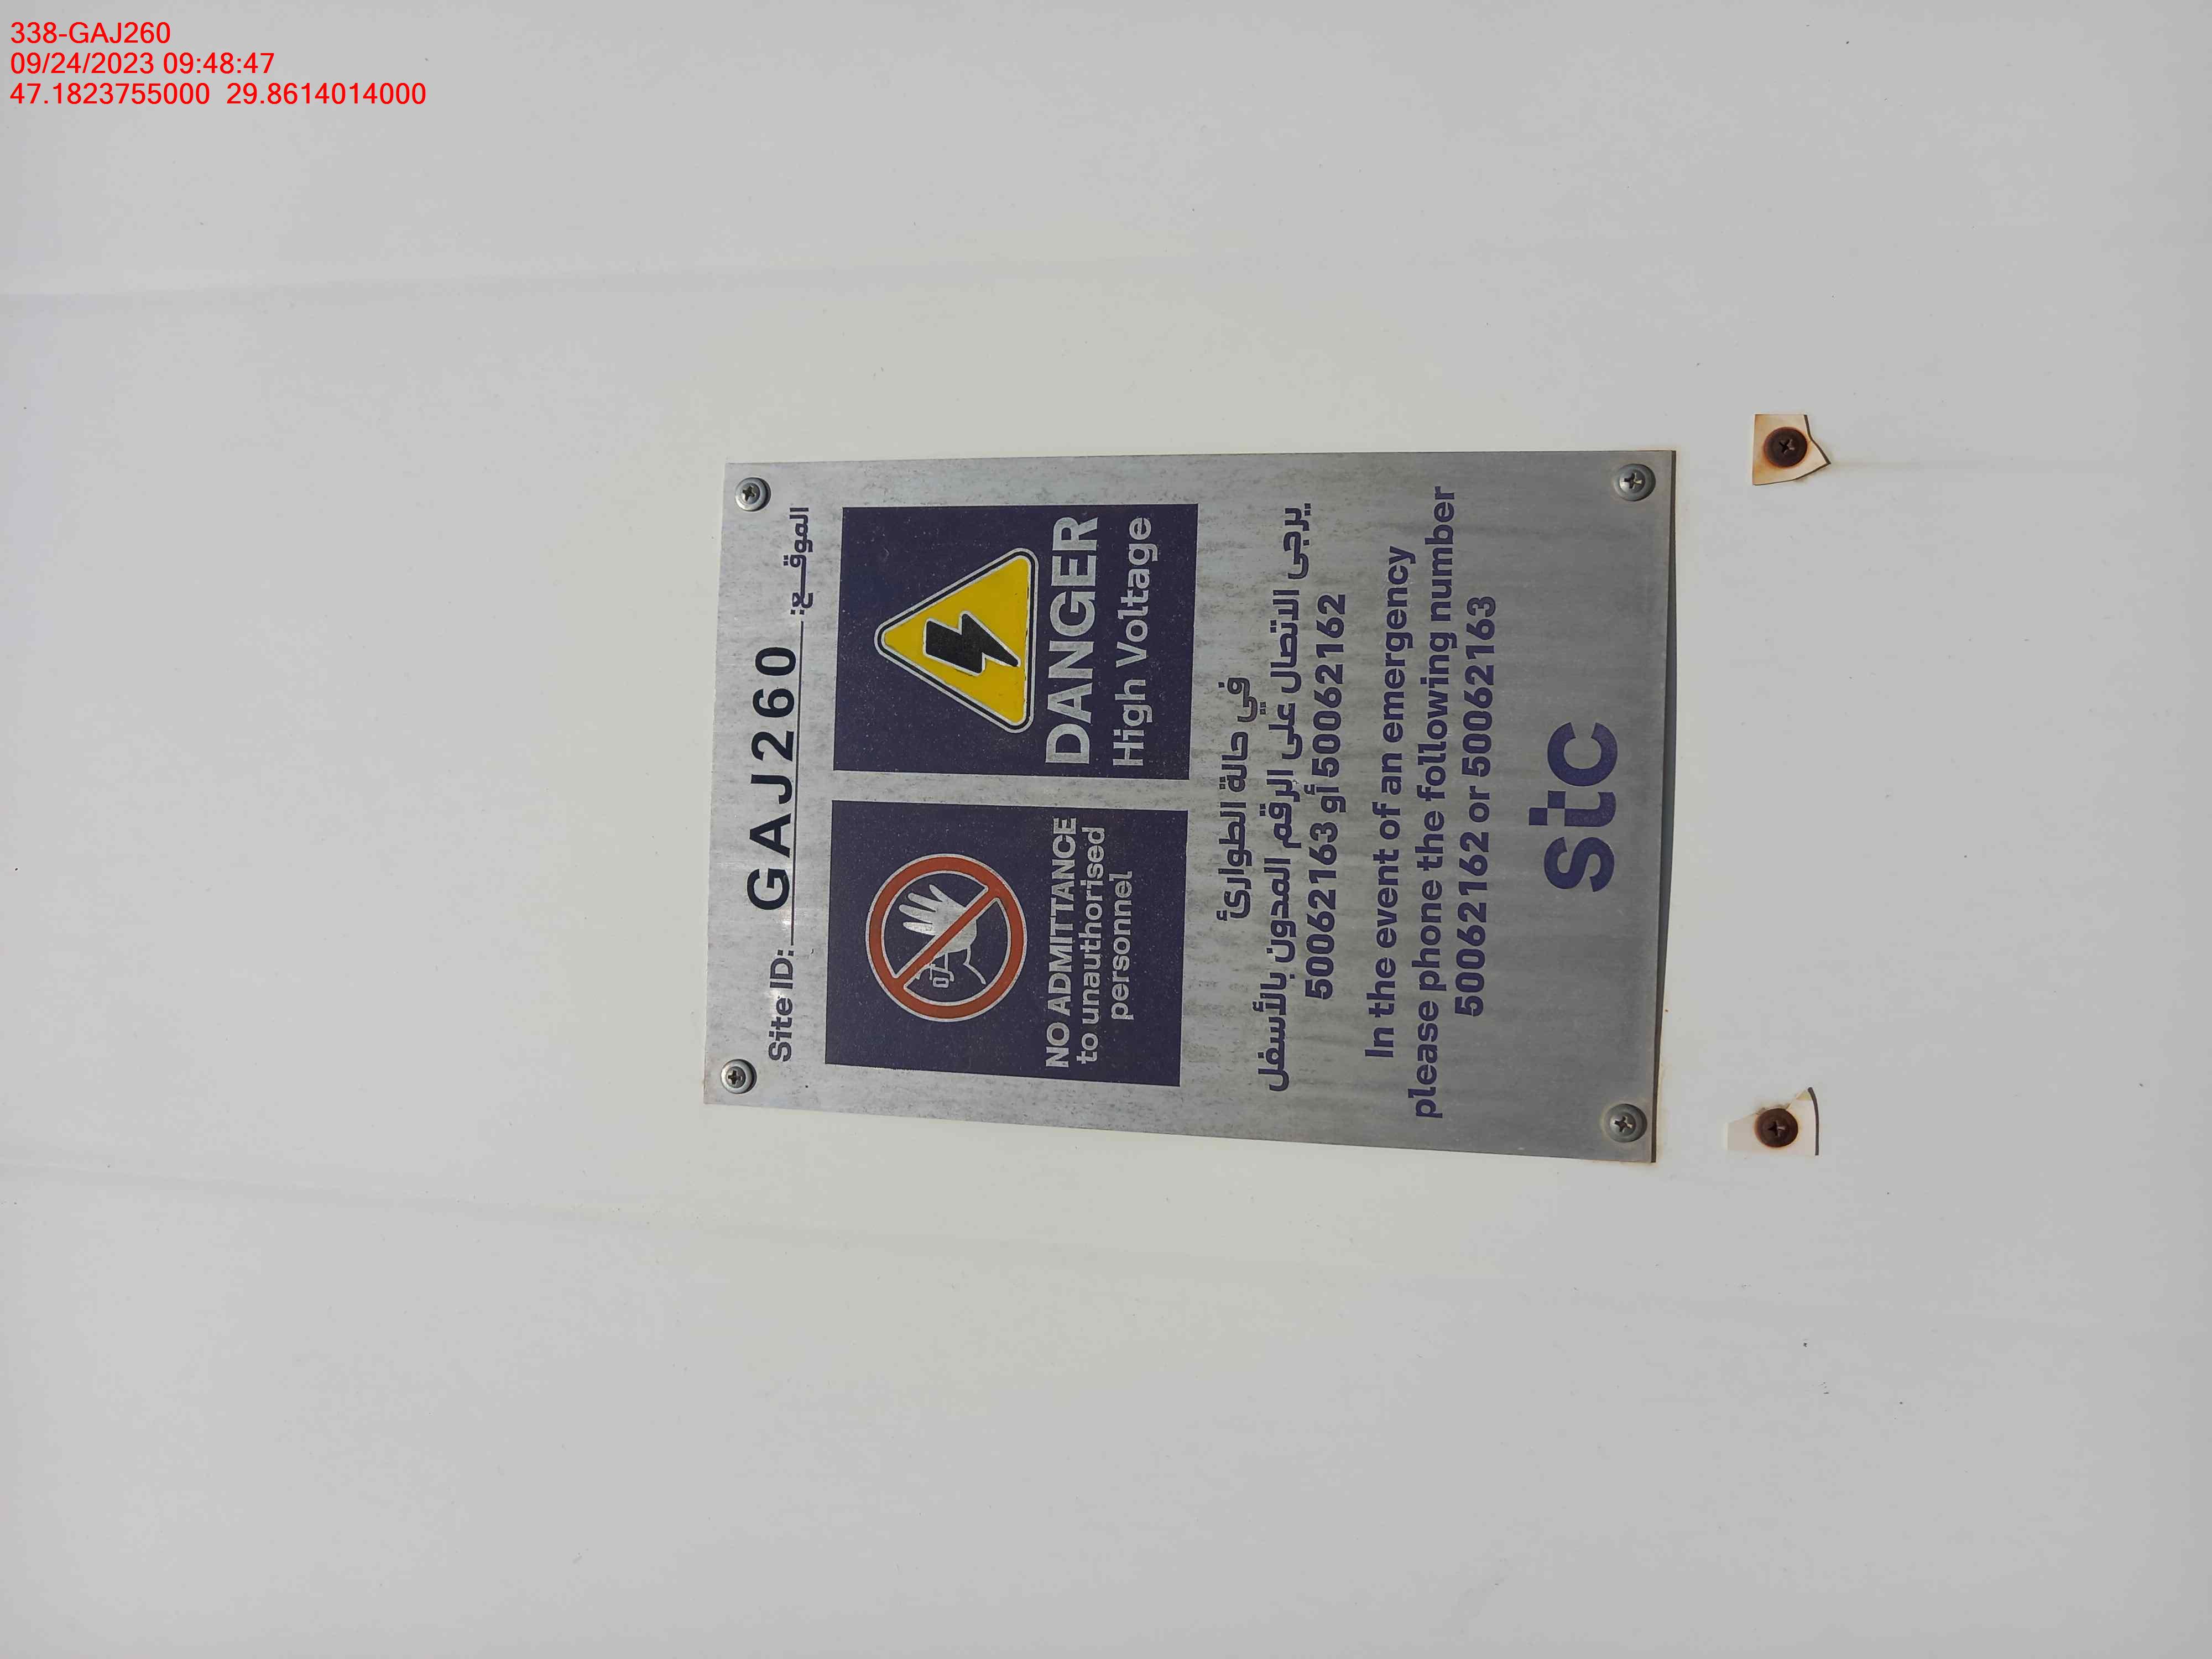 338-GAJ260
09/24/2023 09:48:47
47.1823755000 29.8614014000
Site ID: GAJ260 الموقـــع:
NO ADMITTANCE
to unauthorised
personnel
DANGER
High Voltage
في حالة الطوارئ
يرجى الاتصال على الرقم المدون بالأسفل
50062163 أو 50062162
In the event of an emergency
please phone the following number
50062162 or 50062163
stc